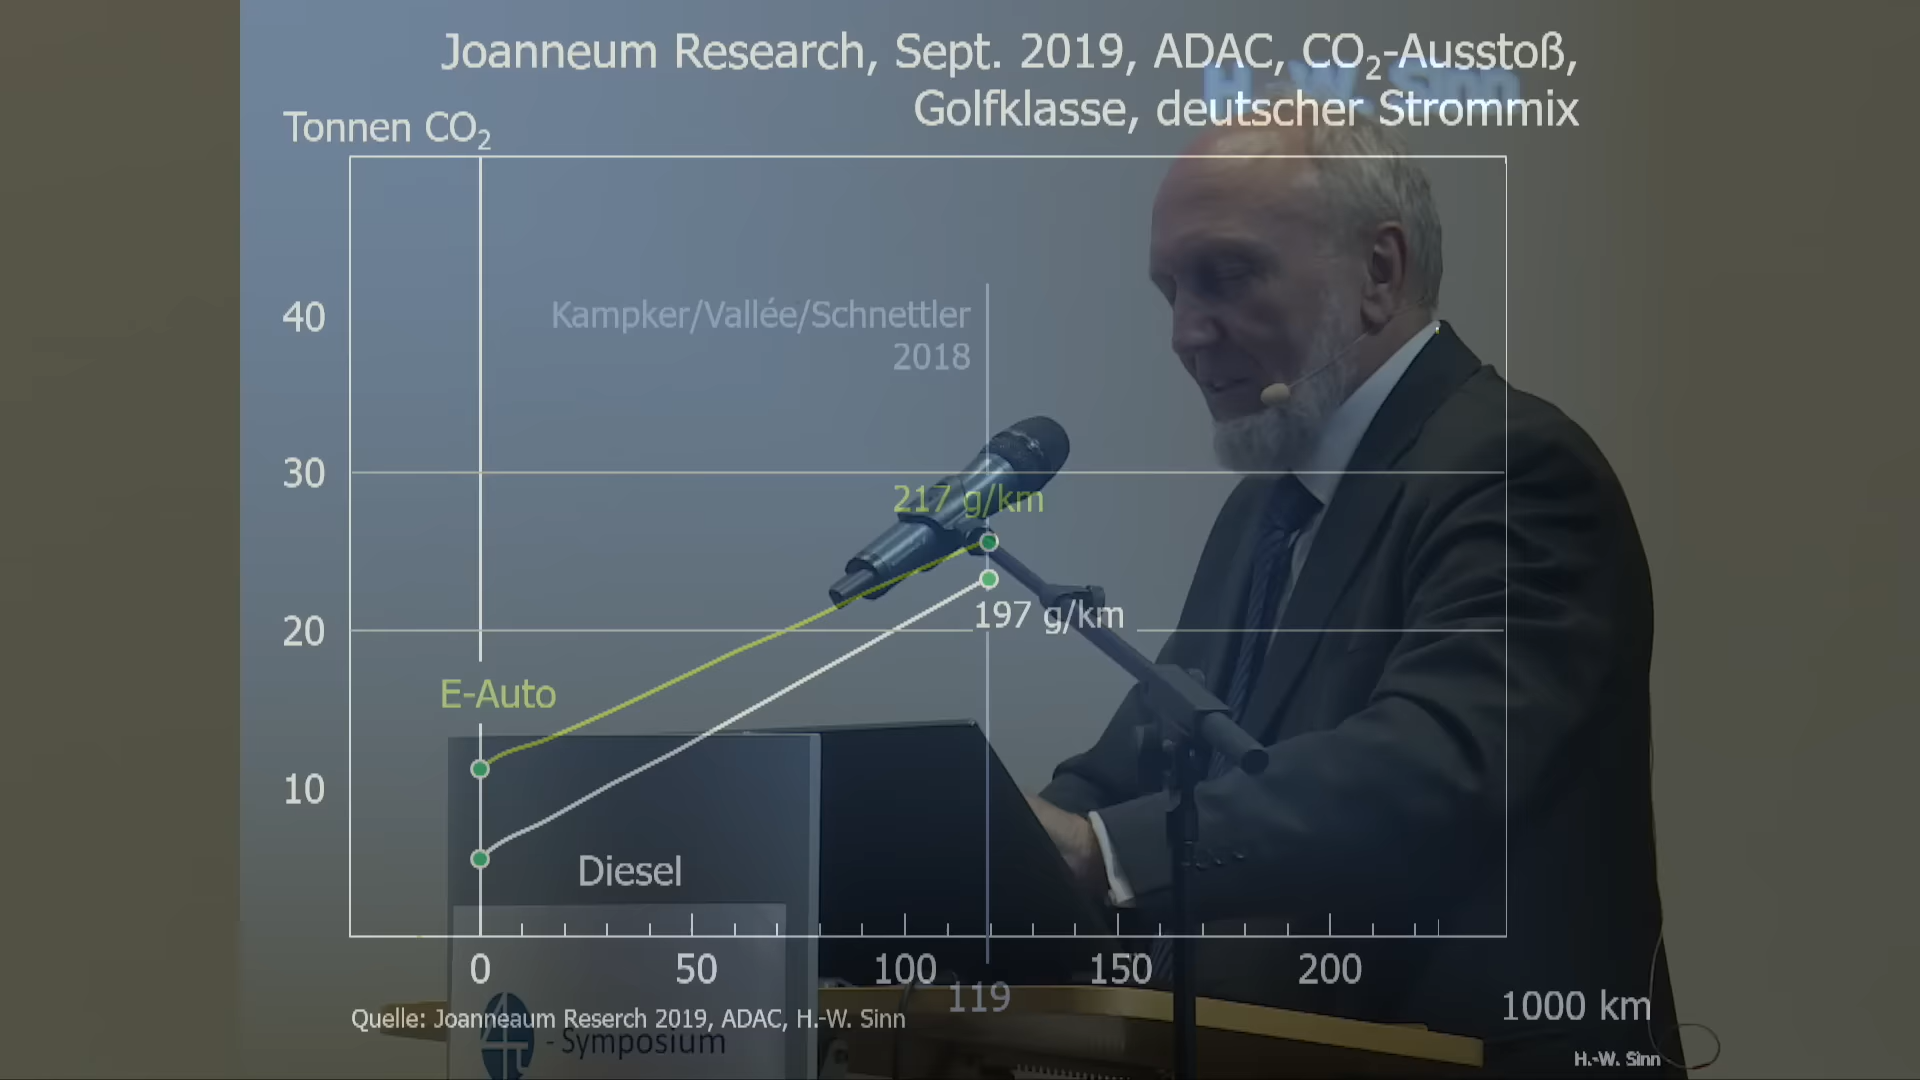 Joanneum Research, Sept. 2019, ADAC, CO₂-Ausstoß,
Golfklasse, deutscher Strommix
H.-W. Sinn
Tonnen CO₂
40
30
20
10
Kampker/Vallée/Schnettler
2018
217 g/km
197 g/km
E-Auto
Diesel
0 50 100 150 200
119
1000 km
Quelle: Joanneaum Reserch 2019, ADAC, H.-W. Sinn
- Symposium
H.-W. Sinn